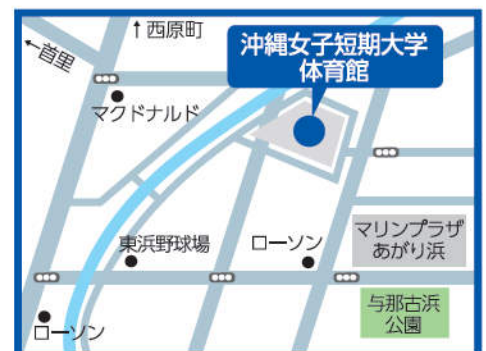 ↑西原町
←首里
沖縄女子短期大学
体育館
マクドナルド
東浜野球場
ローソン
マリンプラザ
あがり浜
与那古浜
公園
ローソン